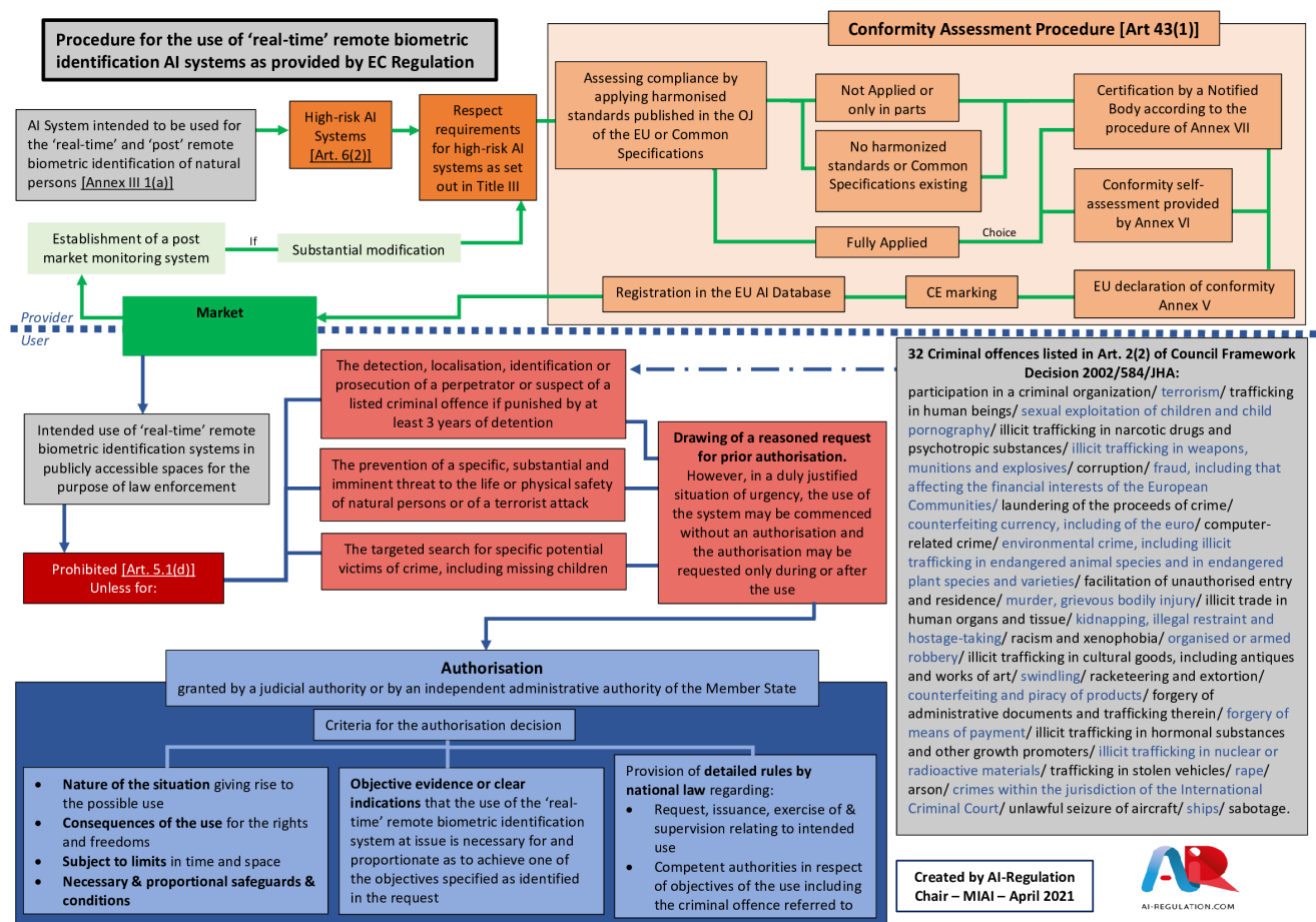 Procedure for the use of ‘real-time’ remote biometric
identification AI systems as provided by EC Regulation
Conformity Assessment Procedure [Art 43(1)]
AI System intended to be used for
the ‘real-time’ and ‘post’ remote
biometric identification of natural
persons [Annex III 1(a)]
High-risk AI
Systems
[Art. 6(2)]
Respect
requirements
for high-risk AI
systems as set
out in Title III
Assessing compliance by
applying harmonised
standards published in the OJ
of the EU or Common
Specifications
Not Applied or
only in parts
No harmonized
standards or Common
Specifications existing
Fully Applied
Choice
Certification by a Notified
Body according to the
procedure of Annex VII
Conformity self-
assessment provided
by Annex VI
EU declaration of conformity
Annex V
CE marking
Registration in the EU AI Database
Establishment of a post
market monitoring system
If
Substantial modification
Market
Provider
User
Intended use of ‘real-time’ remote
biometric identification systems in
publicly accessible spaces for the
purpose of law enforcement
Prohibited [Art. 5.1(d)]
Unless for:
The detection, localisation, identification or
prosecution of a perpetrator or suspect of a
listed criminal offence if punished by at
least 3 years of detention
The prevention of a specific, substantial and
imminent threat to the life or physical safety
of natural persons or of a terrorist attack
The targeted search for specific potential
victims of crime, including missing children
Drawing of a reasoned request
for prior authorisation.
However, in a duly justified
situation of urgency, the use of
the system may be commenced
without an authorisation and
the authorisation may be
requested only during or after
the use
32 Criminal offences listed in Art. 2(2) of Council Framework
Decision 2002/584/JHA:
participation in a criminal organization/ terrorism/ trafficking
in human beings/ sexual exploitation of children and child
pornography/ illicit trafficking in narcotic drugs and
psychotropic substances/ illicit trafficking in weapons,
munitions and explosives/ corruption/ fraud, including that
affecting the financial interests of the European
Communities/ laundering of the proceeds of crime/
counterfeiting currency, including of the euro/ computer-
related crime/ environmental crime, including illicit
trafficking in endangered animal species and in endangered
plant species and varieties/ facilitation of unauthorised entry
and residence/ murder, grievous bodily injury/ illicit trade in
human organs and tissue/ kidnapping, illegal restraint and
hostage-taking/ racism and xenophobia/ organised or armed
robbery/ illicit trafficking in cultural goods, including antiques
and works of art/ swindling/ racketeering and extortion/
counterfeiting and piracy of products/ forgery of
administrative documents and trafficking therein/ forgery of
means of payment/ illicit trafficking in hormonal substances
and other growth promoters/ illicit trafficking in nuclear or
radioactive materials/ trafficking in stolen vehicles/ rape/
arson/ crimes within the jurisdiction of the International
Criminal Court/ unlawful seizure of aircraft/ ships/ sabotage.
Authorisation
granted by a judicial authority or by an independent administrative authority of the Member State
Criteria for the authorisation decision
• Nature of the situation giving rise to
the possible use
• Consequences of the use for the rights
and freedoms
• Subject to limits in time and space
• Necessary & proportional safeguards &
conditions
Objective evidence or clear
indications that the use of the ‘real-
time’ remote biometric identification
system at issue is necessary for and
proportionate as to achieve one of
the objectives specified as identified
in the request
Provision of detailed rules by
national law regarding:
• Request, issuance, exercise of &
supervision relating to intended
use
• Competent authorities in respect
of objectives of the use including
the criminal offence referred to
Created by AI-Regulation
Chair – MIAI – April 2021
AIR
AI-REGULATION.COM